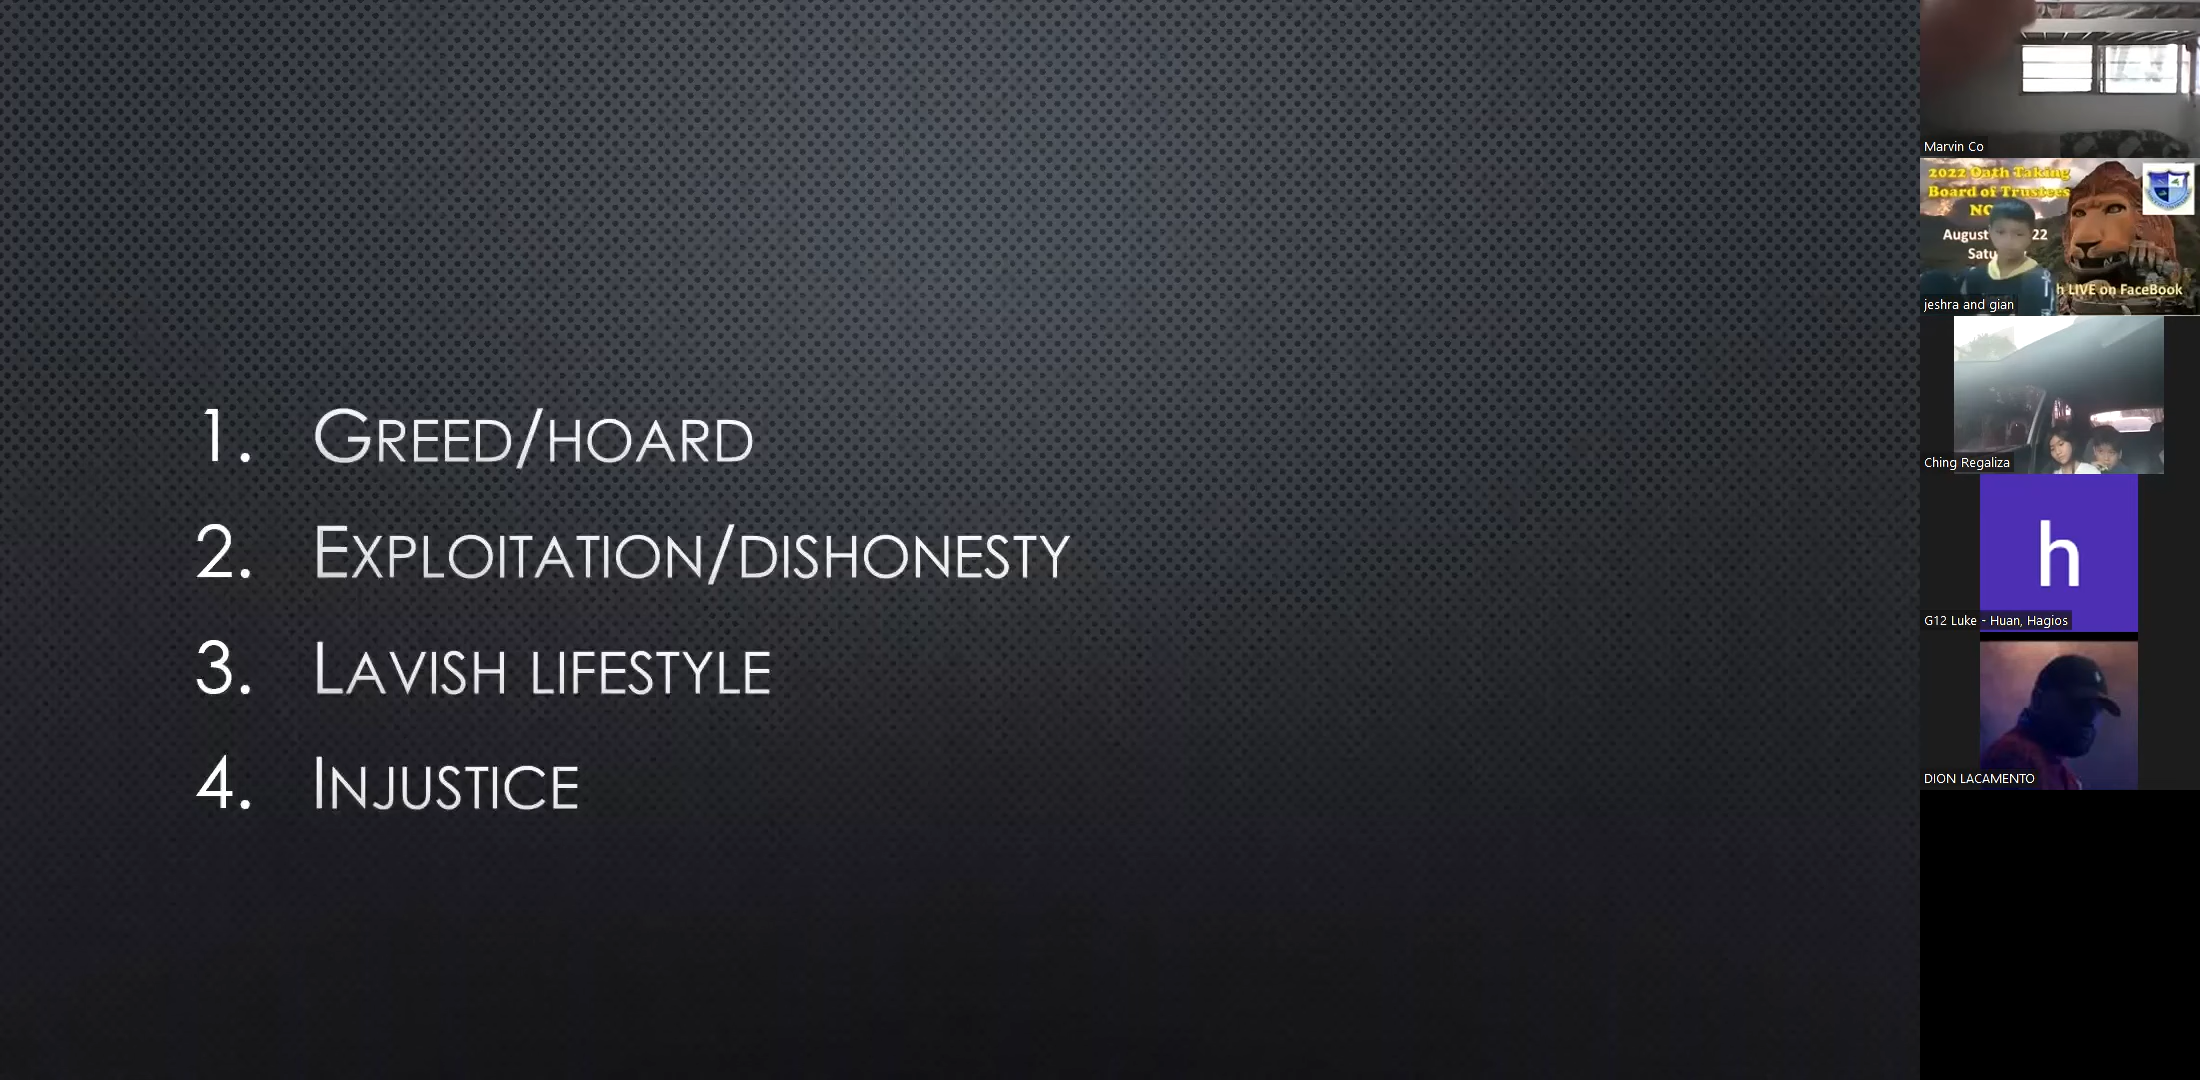 1. Greed/hoard
2. Exploitation/dishonesty
3. Lavish lifestyle
4. Injustice
Marvin Co
2022 Oath Taking
Board of Trustees
August 22
h LIVE on FaceBook
jeshra and gian
Ching Regaliza
h
G12 Luke - Huan, Hagios
DION LACAMENTO